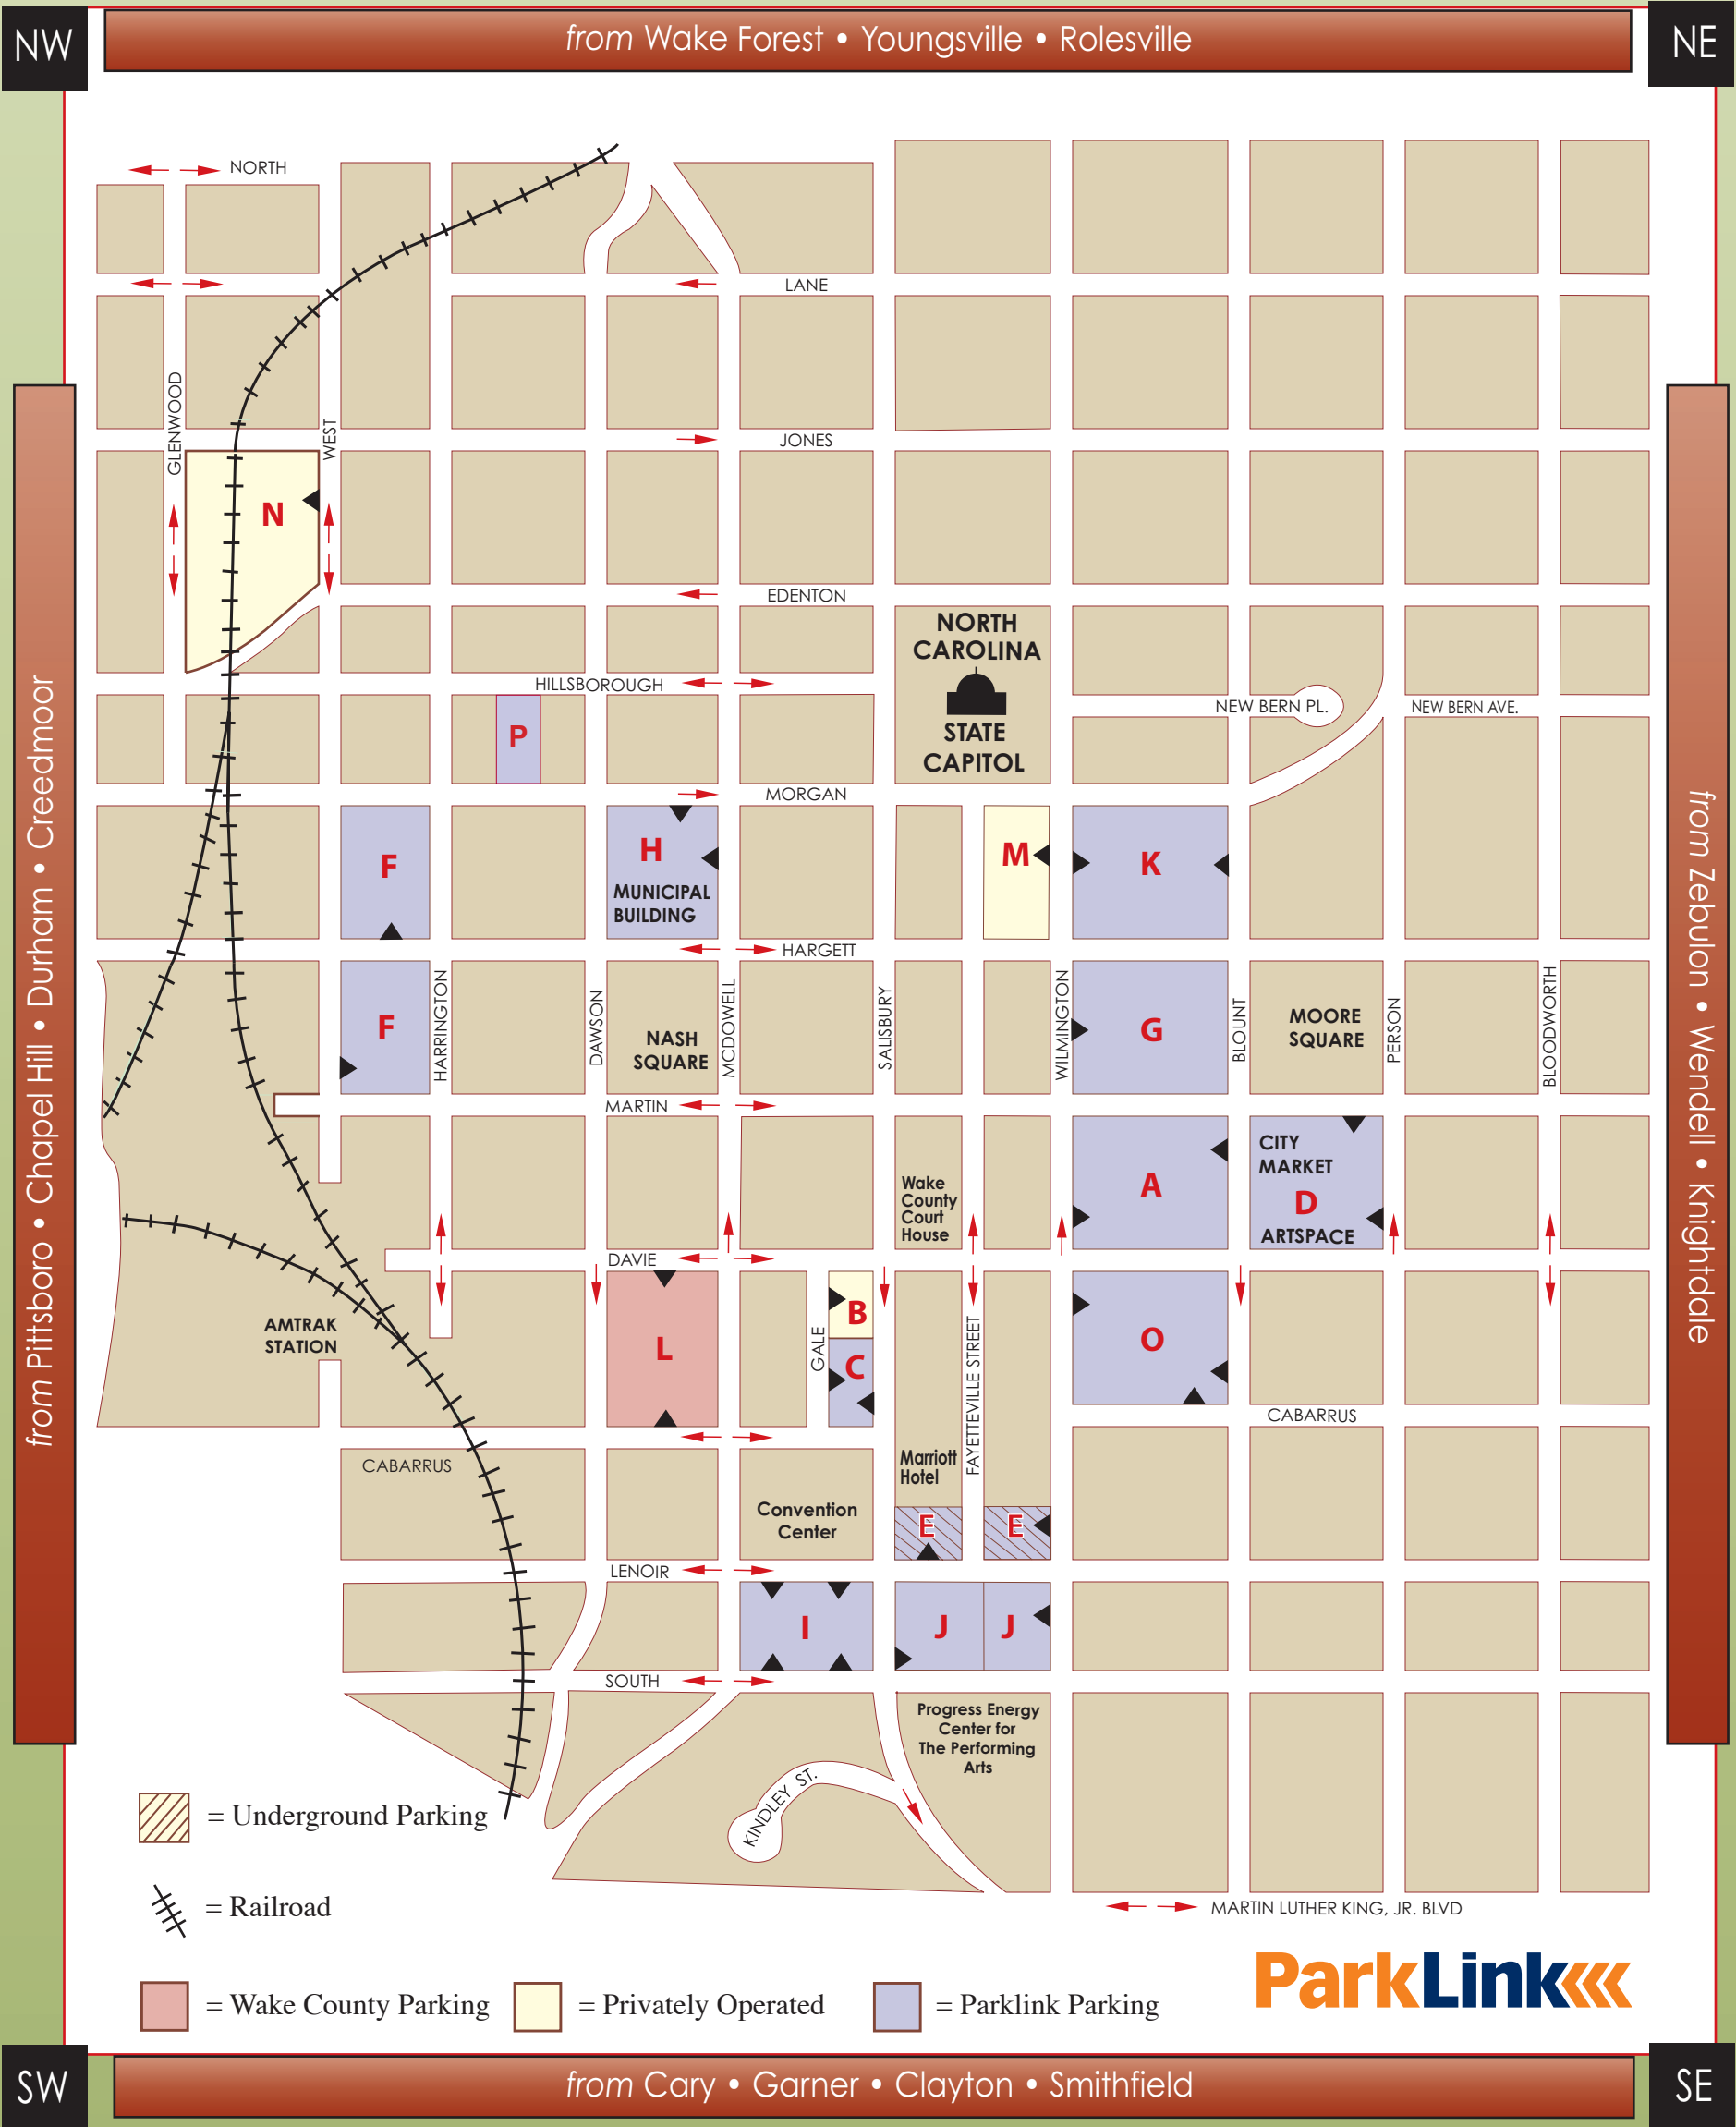 NW
from Wake Forest • Youngsville • Rolesville
NE
NORTH
LANE
GLENWOOD
WEST
JONES
N
EDENTON
NORTH
CAROLINA
STATE
CAPITOL
HILLSBOROUGH
NEW BERN PL.
NEW BERN AVE.
P
MORGAN
F
H
MUNICIPAL
BUILDING
M
K
HARGETT
F
HARRINGTON
DAWSON
NASH
SQUARE
MCDOWELL
SALISBURY
WILMINGTON
G
BLOUNT
MOORE
SQUARE
PERSON
BLOODWORTH
MARTIN
Wake
County
Court
House
A
CITY
MARKET
D
ARTSPACE
DAVIE
AMTRAK
STATION
L
GALE
B
C
FAYETTEVILLE STREET
O
CABARRUS
CABARRUS
Marriott
Hotel
Convention
Center
E
E
LENOIR
I
J
J
SOUTH
Progress Energy
Center for
The Performing
Arts
KINDLEY ST.
from Pittsboro • Chapel Hill • Durham • Creedmoor
from Zebulon • Wendell • Knightdale
= Underground Parking
= Railroad
MARTIN LUTHER KING, JR. BLVD
ParkLink
= Wake County Parking
= Privately Operated
= Parklink Parking
SW
from Cary • Garner • Clayton • Smithfield
SE